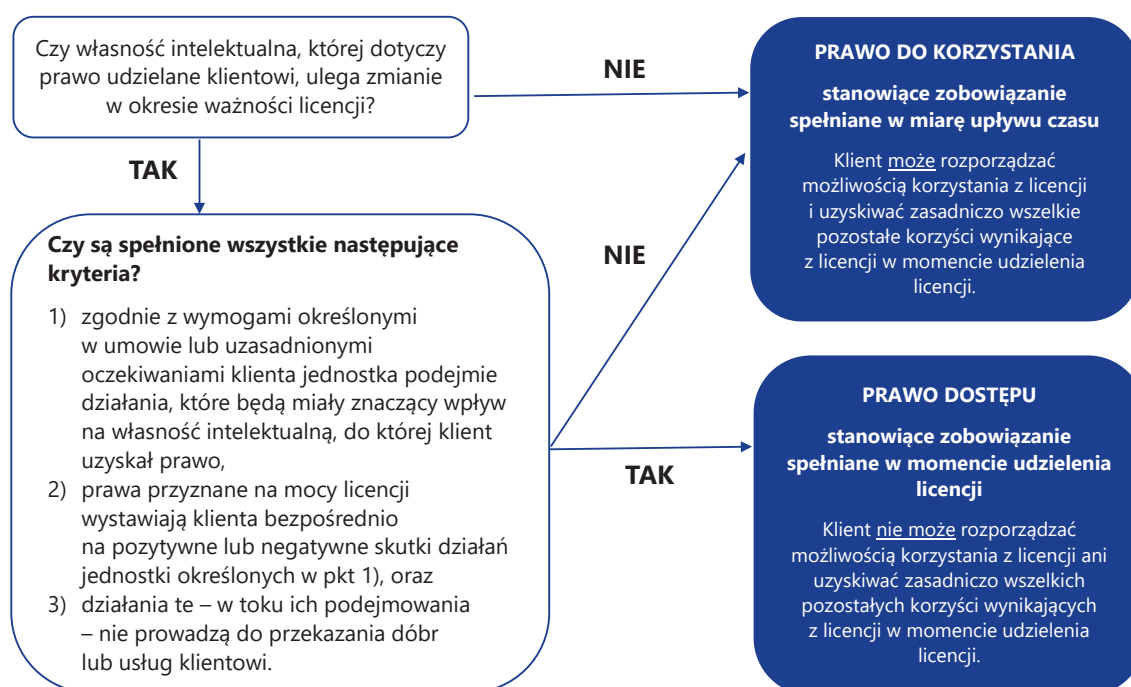 Czy własność intelektualna, której dotyczy
prawo udzielane klientowi, ulega zmianie
w okresie ważności licencji?
NIE
PRAWO DO KORZYSTANIA
stanowiące zobowiązanie
spełniane w miarę upływu czasu
Klient może rozporządzać
możliwością korzystania z licencji
i uzyskiwać zasadniczo wszelkie
pozostałe korzyści wynikające
z licencji w momencie udzielenia
licencji.
TAK
Czy są spełnione wszystkie następujące
kryteria?
1) zgodnie z wymogami określonymi
w umowie lub uzasadnionymi
oczekiwaniami klienta jednostka podejmie
działania, które będą miały znaczący wpływ
na własność intelektualną, do której klient
uzyskał prawo,
2) prawa przyznane na mocy licencji
wystawiają klienta bezpośrednio
na pozytywne lub negatywne skutki działań
jednostki określonych w pkt 1), oraz
3) działania te – w toku ich podejmowania
– nie prowadzą do przekazania dóbr
lub usług klientowi.
NIE
TAK
PRAWO DOSTĘPU
stanowiące zobowiązanie
spełniane w momencie udzielenia
licencji
Klient nie może rozporządzać
możliwością korzystania z licencji ani
uzyskiwać zasadniczo wszelkich
pozostałych korzyści wynikających
z licencji w momencie udzielenia
licencji.